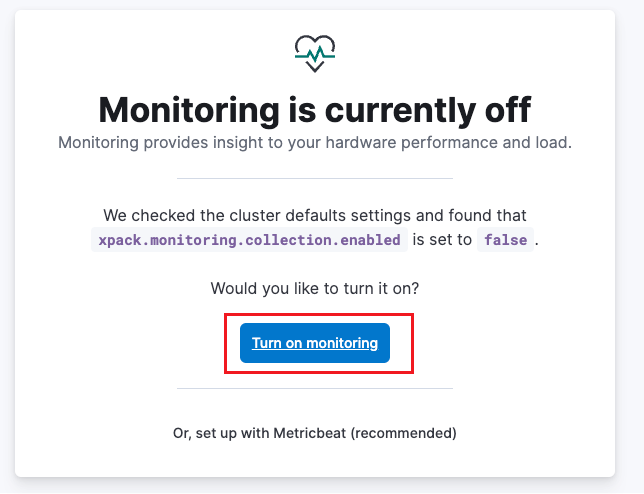 Monitoring is currently off
Monitoring provides insight to your hardware performance and load.
We checked the cluster defaults settings and found that
xpack.monitoring.collection.enabled is set to false.
Would you like to turn it on?
Turn on monitoring
Or, set up with Metricbeat (recommended)